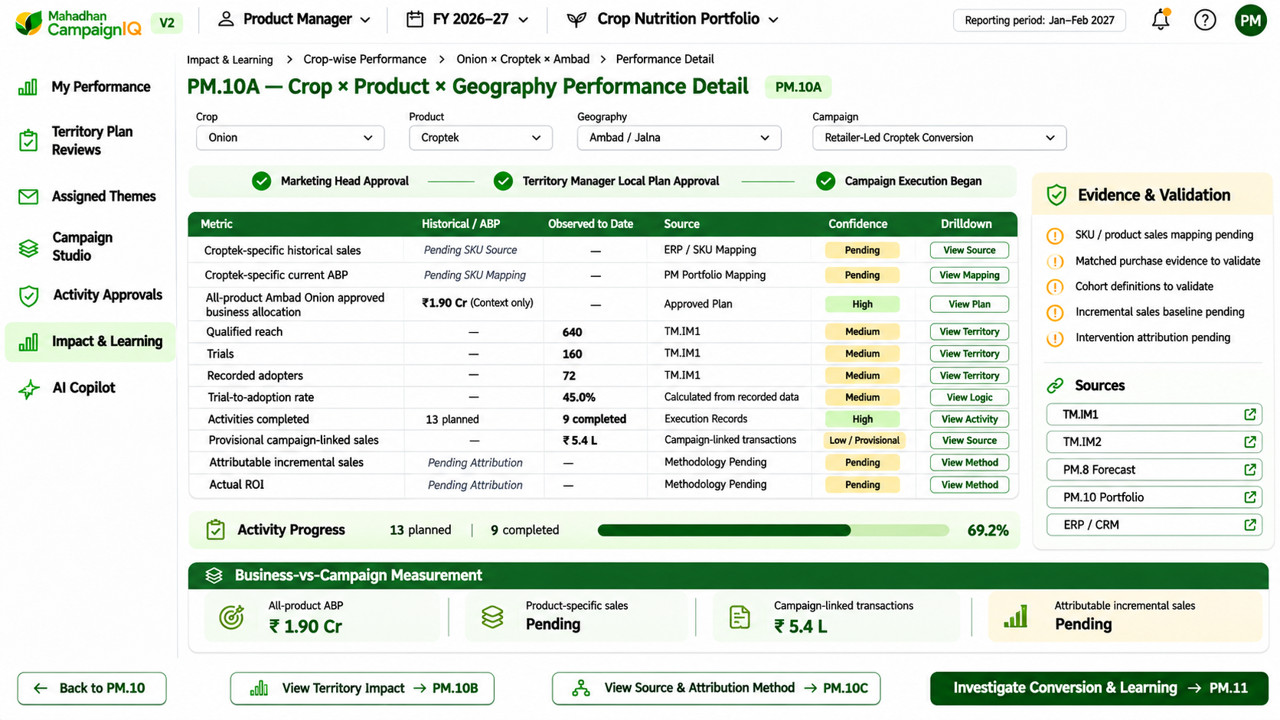 Mahadhan
CampaignIQ
V2
Product Manager
FY 2026–27
Crop Nutrition Portfolio
Reporting period: Jan–Feb 2027
PM
My Performance
Territory Plan
Reviews
Assigned Themes
Campaign
Studio
Activity Approvals
Impact & Learning
AI Copilot
Impact & Learning > Crop-wise Performance > Onion × Croptek × Ambad > Performance Detail
PM.10A — Crop × Product × Geography Performance Detail
PM.10A
Crop
Onion
Product
Croptek
Geography
Ambad / Jalna
Campaign
Retailer-Led Croptek Conversion
Marketing Head Approval
Territory Manager Local Plan Approval
Campaign Execution Began
Metric Historical / ABP Observed to Date Source Confidence Drilldown
Croptek-specific historical sales Pending SKU Source — ERP / SKU Mapping Pending View Source
Croptek-specific current ABP Pending SKU Mapping — PM Portfolio Mapping Pending View Mapping
All-product Ambad Onion approved
business allocation ₹1.90 Cr (Context only) — Approved Plan High View Plan
Qualified reach — 640 TM.IM1 Medium View Territory
Trials — 160 TM.IM1 Medium View Territory
Recorded adopters — 72 TM.IM1 Medium View Territory
Trial-to-adoption rate — 45.0% Calculated from recorded data Medium View Logic
Activities completed 13 planned 9 completed Execution Records High View Activity
Provisional campaign-linked sales — ₹ 5.4 L Campaign-linked transactions Low / Provisional View Source
Attributable incremental sales Pending Attribution — Methodology Pending Pending View Method
Actual ROI Pending Attribution — Methodology Pending Pending View Method
Activity Progress 13 planned | 9 completed 69.2%
Evidence & Validation
SKU / product sales mapping pending
Matched purchase evidence to validate
Cohort definitions to validate
Incremental sales baseline pending
Intervention attribution pending
Sources
TM.IM1
TM.IM2
PM.8 Forecast
PM.10 Portfolio
ERP / CRM
Business-vs-Campaign Measurement
All-product ABP
₹ 1.90 Cr
Product-specific sales
Pending
Campaign-linked transactions
₹ 5.4 L
Attributable incremental sales
Pending
← Back to PM.10
View Territory Impact → PM.10B
View Source & Attribution Method → PM.10C
Investigate Conversion & Learning → PM.11